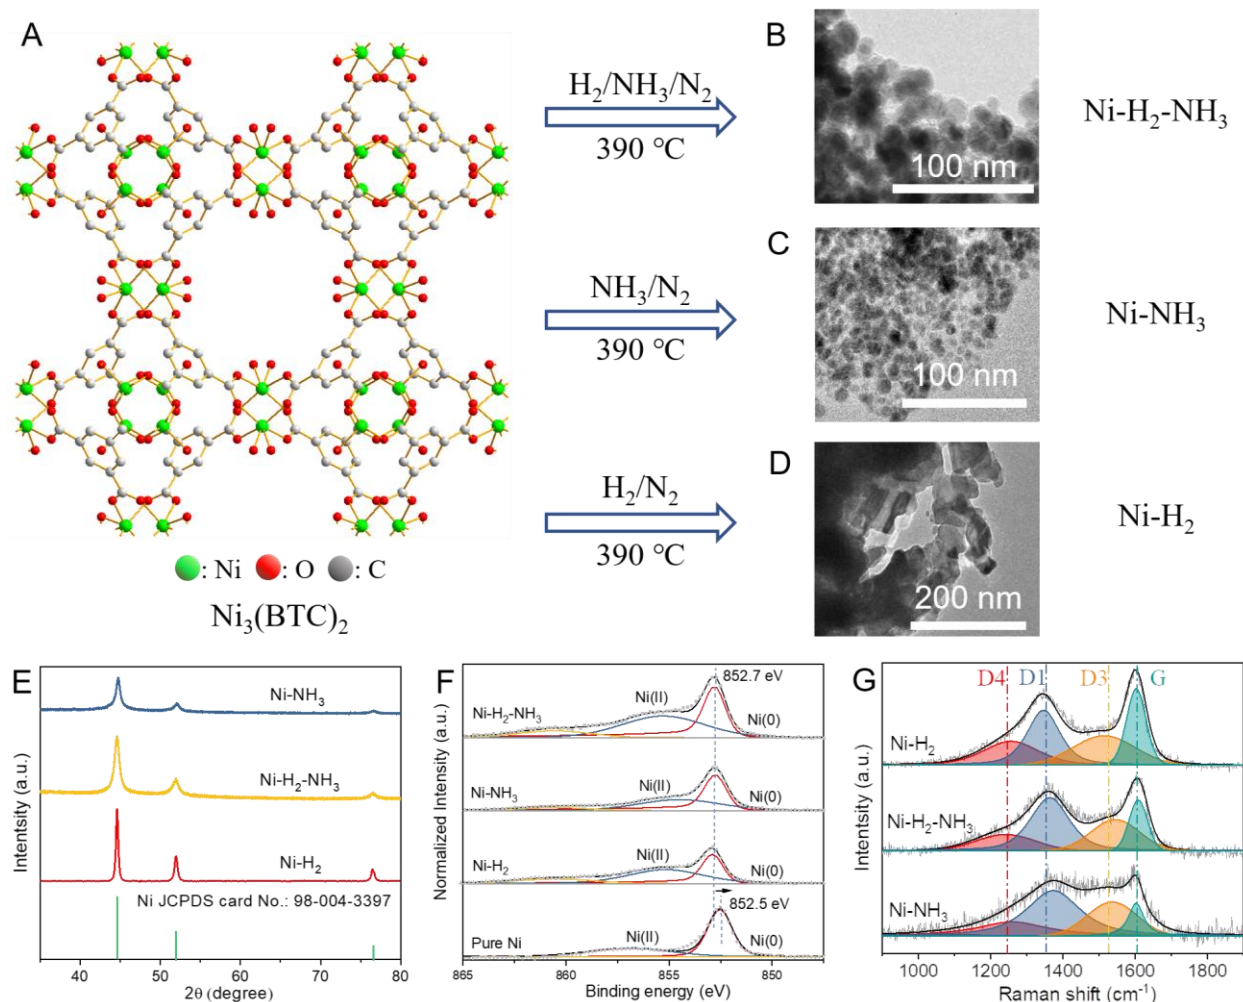 A
H2/NH3/N2
390 °C
B
100 nm
Ni-H2-NH3
NH3/N2
390 °C
C
100 nm
Ni-NH3
H2/N2
390 °C
D
200 nm
Ni-H2
: Ni : O : C
Ni3(BTC)2
E
Ni-NH3
Ni-H2-NH3
Ni-H2
Ni JCPDS card No.: 98-004-3397
Intentsity (a.u.)
40 50 60 70 80
2θ (degree)
F
852.7 eV
Ni(II)
Ni-H2-NH3
Ni(0)
Ni(II)
Ni-NH3
Ni(0)
Ni(II)
Ni-H2
Ni(0)
852.5 eV
Ni(II)
Pure Ni
Ni(0)
Normalized Intensity (a.u.)
865 860 855 850
Binding energy (eV)
G
D4 D1 D3 G
Ni-H2
Ni-H2-NH3
Ni-NH3
Intentsity (a.u.)
1000 1200 1400 1600 1800
Raman shift (cm-1)